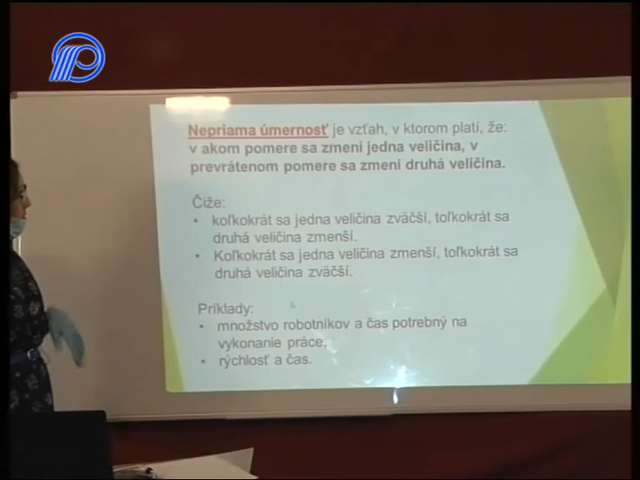 Nepriama úmernosť je vzťah, v ktorom platí, že:
v akom pomere sa zmení jedna veličina, v
prevrátenom pomere sa zmení druhá veličina.
Čiže:
• koľkokrát sa jedna veličina zväčší, toľkokrát sa
druhá veličina zmenší.
• Koľkokrát sa jedna veličina zmenší, toľkokrát sa
druhá veličina zväčší.
Príklady:
• množstvo robotníkov a čas potrebný na
vykonanie práce,
• rýchlosť a čas.